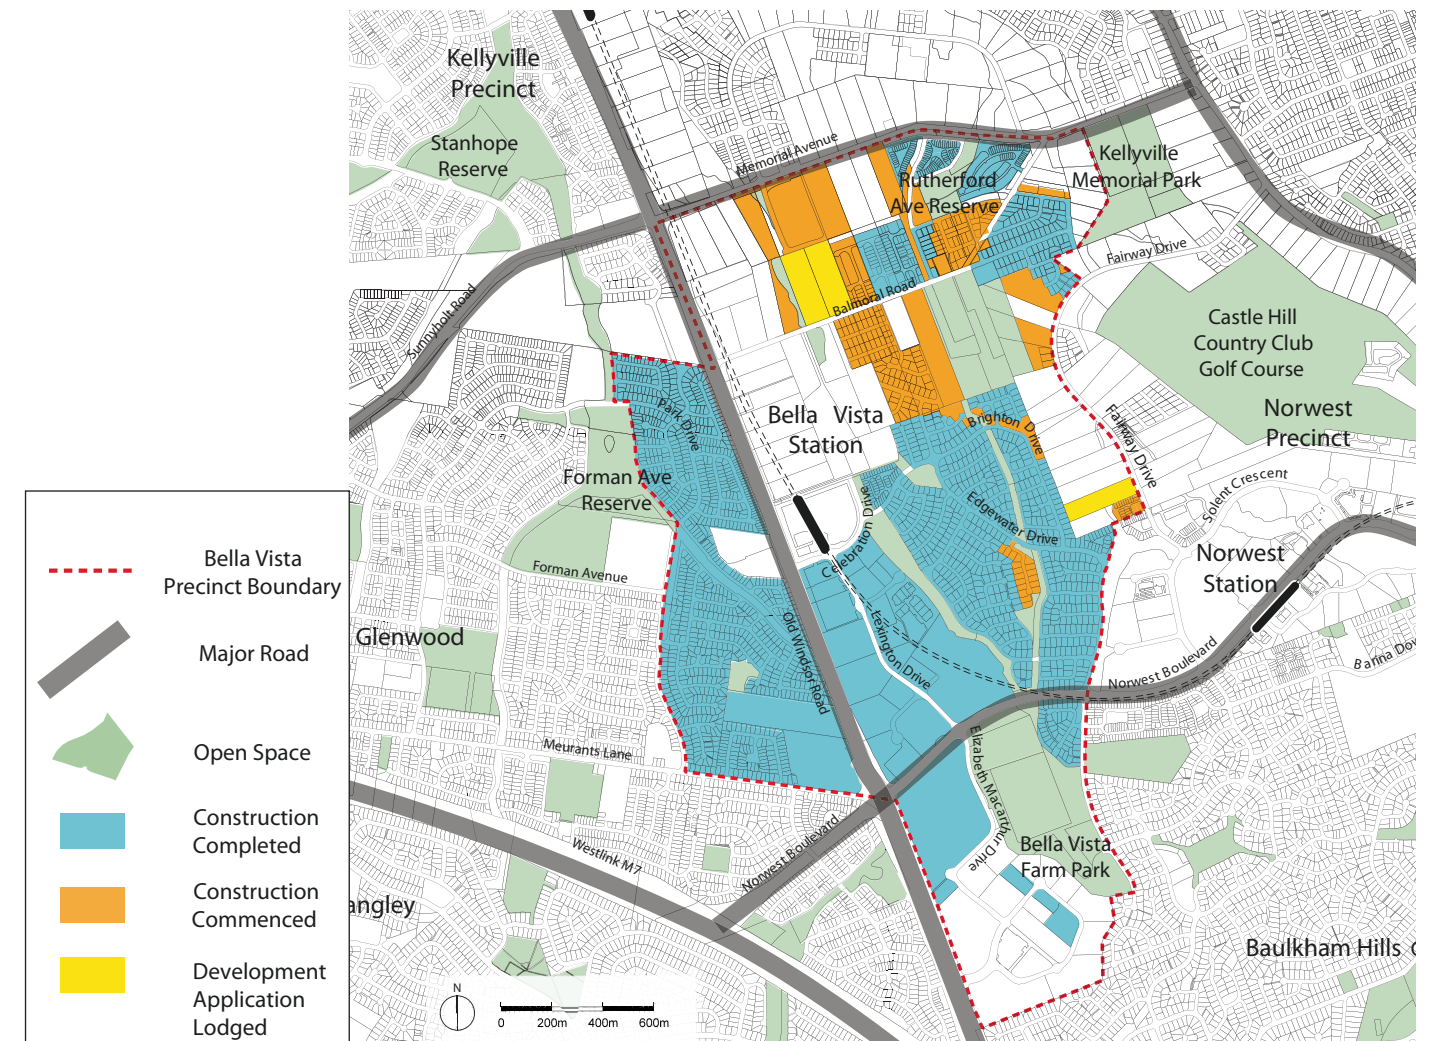 Kellyville
Precinct
Stanhope
Reserve
Memorial Avenue
Kellyville
Memorial Park
Rutherford
Ave Reserve
Fairway Drive
Sunnyholt Road
Balmoral Road
Castle Hill
Country Club
Golf Course
Park Drive
Bella Vista
Station
Brighton Drive
Fairway Drive
Norwest
Precinct
Forman Ave
Reserve
Celebration Drive
Edgewater Drive
Solent Crescent
Norwest
Station
Forman Avenue
Glenwood
Old Windsor Road
Lexington Drive
Norwest Boulevard
Barina Dow
Meurants Lane
Elizabeth Macarthur Drive
Westlink M7
Norwest Boulevard
Bella Vista
Farm Park
angley
Baulkham Hills
Bella Vista
Precinct Boundary
Major Road
Open Space
Construction
Completed
Construction
Commenced
Development
Application
Lodged
N
0 200m 400m 600m